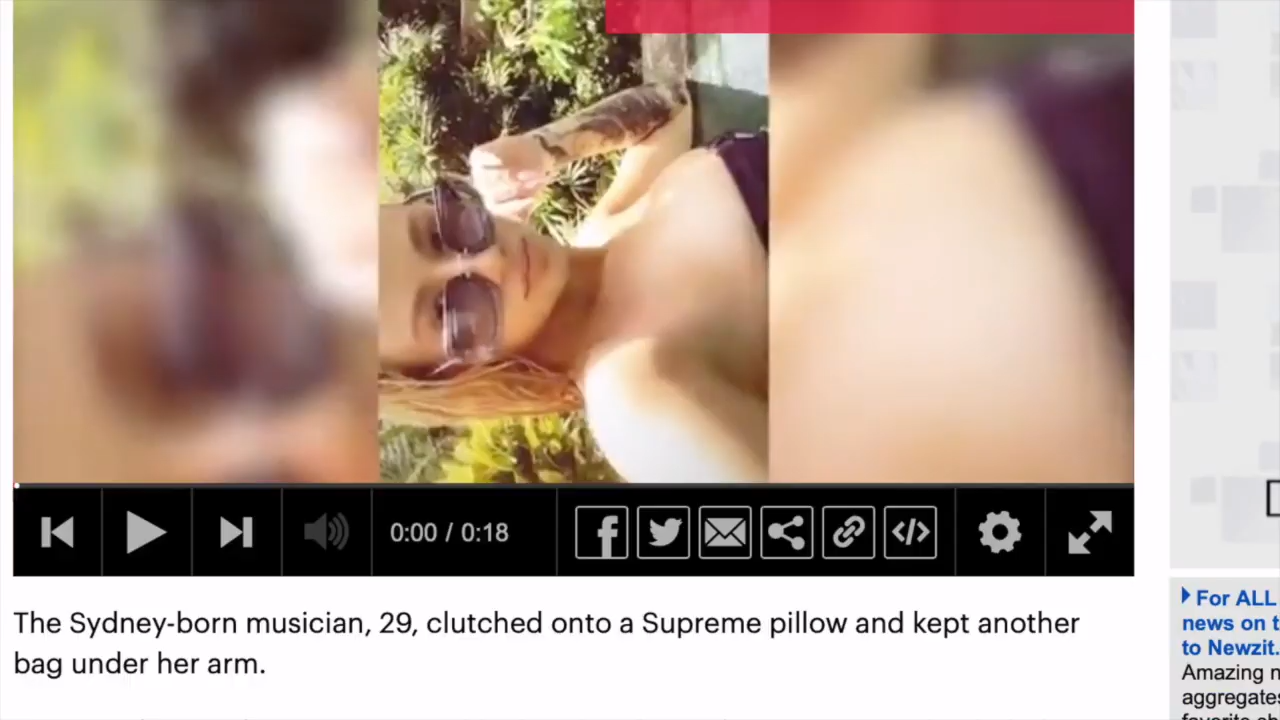 0:00 / 0:18
The Sydney-born musician, 29, clutched onto a Supreme pillow and kept another
bag under her arm.
For ALL
news on t
to Newzit.
Amazing n
aggregates